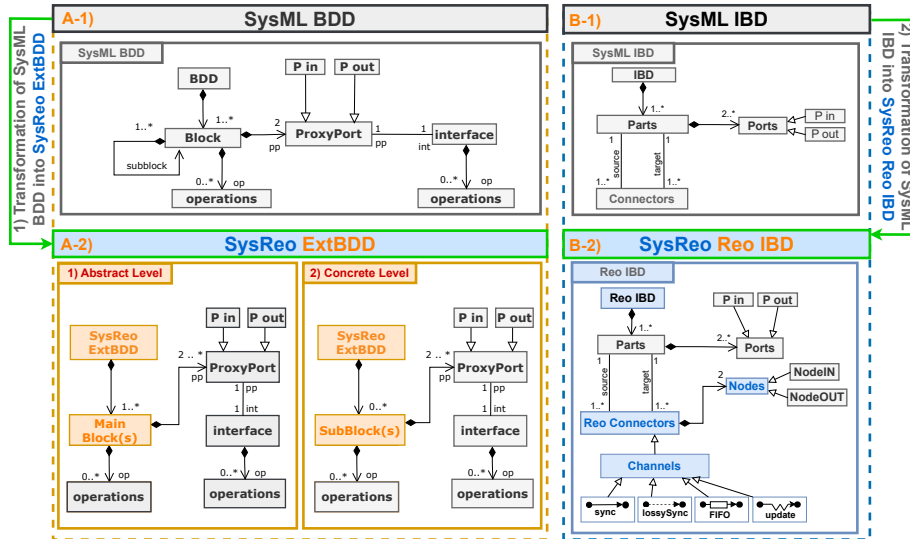 1) Transformation of SysML
BDD into SysReo ExtBDD
A-1)
SysML BDD
SysML BDD
BDD
P in
P out
1..*
1..*
2
Block
pp
ProxyPort
1
pp
1
int
interface
subblock
0..*
op
operations
0..*
op
operations
B-1)
SysML IBD
SysML IBD
IBD
1..*
Parts
2..*
Ports
P in
P out
1
1
source
target
1..*
1..*
Connectors
2) Transformation of SysML
IBD into SysReo Reo IBD
A-2)
SysReo ExtBDD
1) Abstract Level
SysReo
ExtBDD
P in
P out
2.. *
pp
ProxyPort
1
pp
1
int
1..*
Main
Block(s)
interface
0..*
op
operations
0..*
op
operations
2) Concrete Level
SysReo
ExtBDD
P in
P out
2.. *
pp
ProxyPort
1
pp
1
int
0..*
SubBlock(s)
interface
0..*
op
operations
0..*
op
operations
B-2)
SysReo Reo IBD
Reo IBD
Reo IBD
P in
P out
1..*
Parts
2..*
Ports
1
1
source
target
1..*
1..*
Reo Connectors
2
Nodes
NodeIN
NodeOUT
Channels
sync
lossySync
FIFO
update